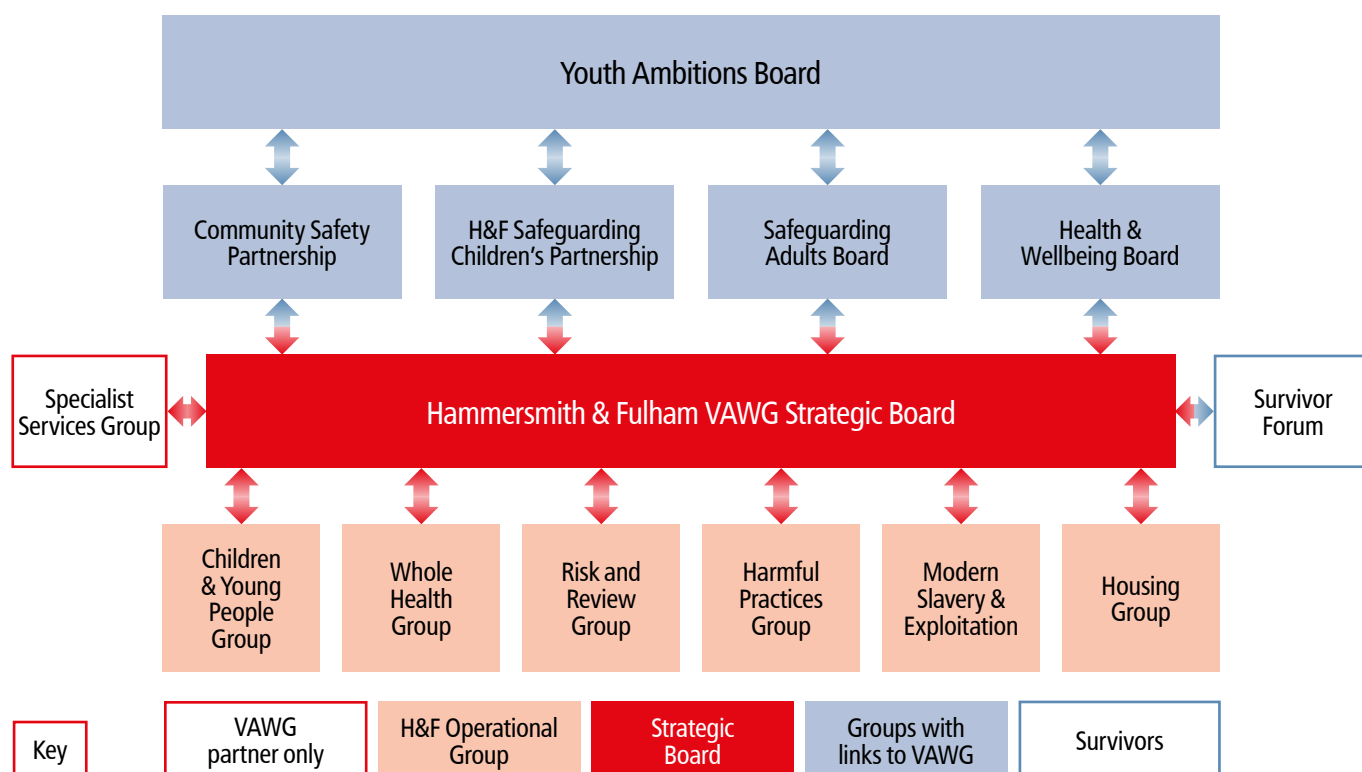 Youth Ambitions Board
Community Safety
Partnership
H&F Safeguarding
Children's Partnership
Safeguarding
Adults Board
Health &
Wellbeing Board
Specialist
Services Group
Hammersmith & Fulham VAWG Strategic Board
Survivor
Forum
Children
& Young
People
Group
Whole
Health
Group
Risk and
Review
Group
Harmful
Practices
Group
Modern
Slavery &
Exploitation
Housing
Group
Key
VAWG
partner only
H&F Operational
Group
Strategic
Board
Groups with
links to VAWG
Survivors